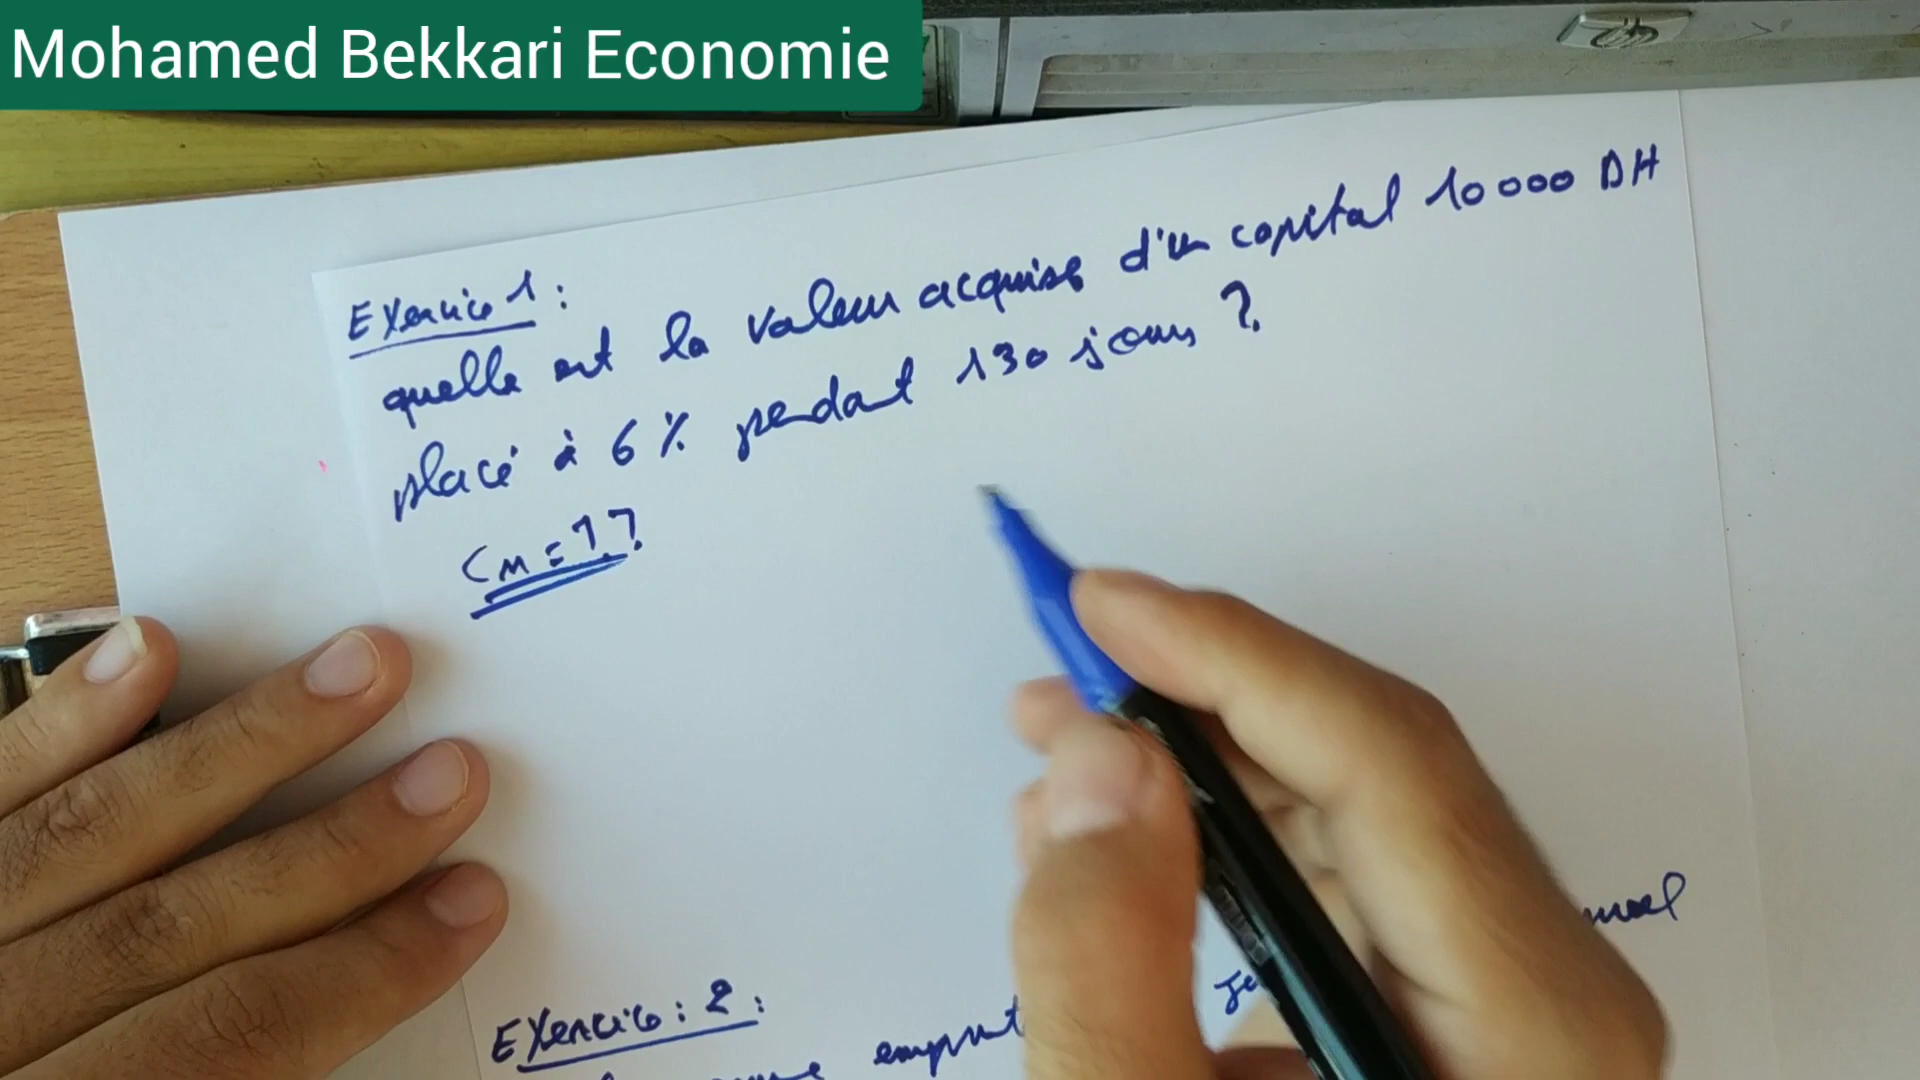 Mohamed Bekkari Economie
Exercice 1 :
quelle est la valeur acquise d'un capital 10 000 DH
placé à 6 % pendant 130 jours ?
Cn = ??
Exercice : 2 :